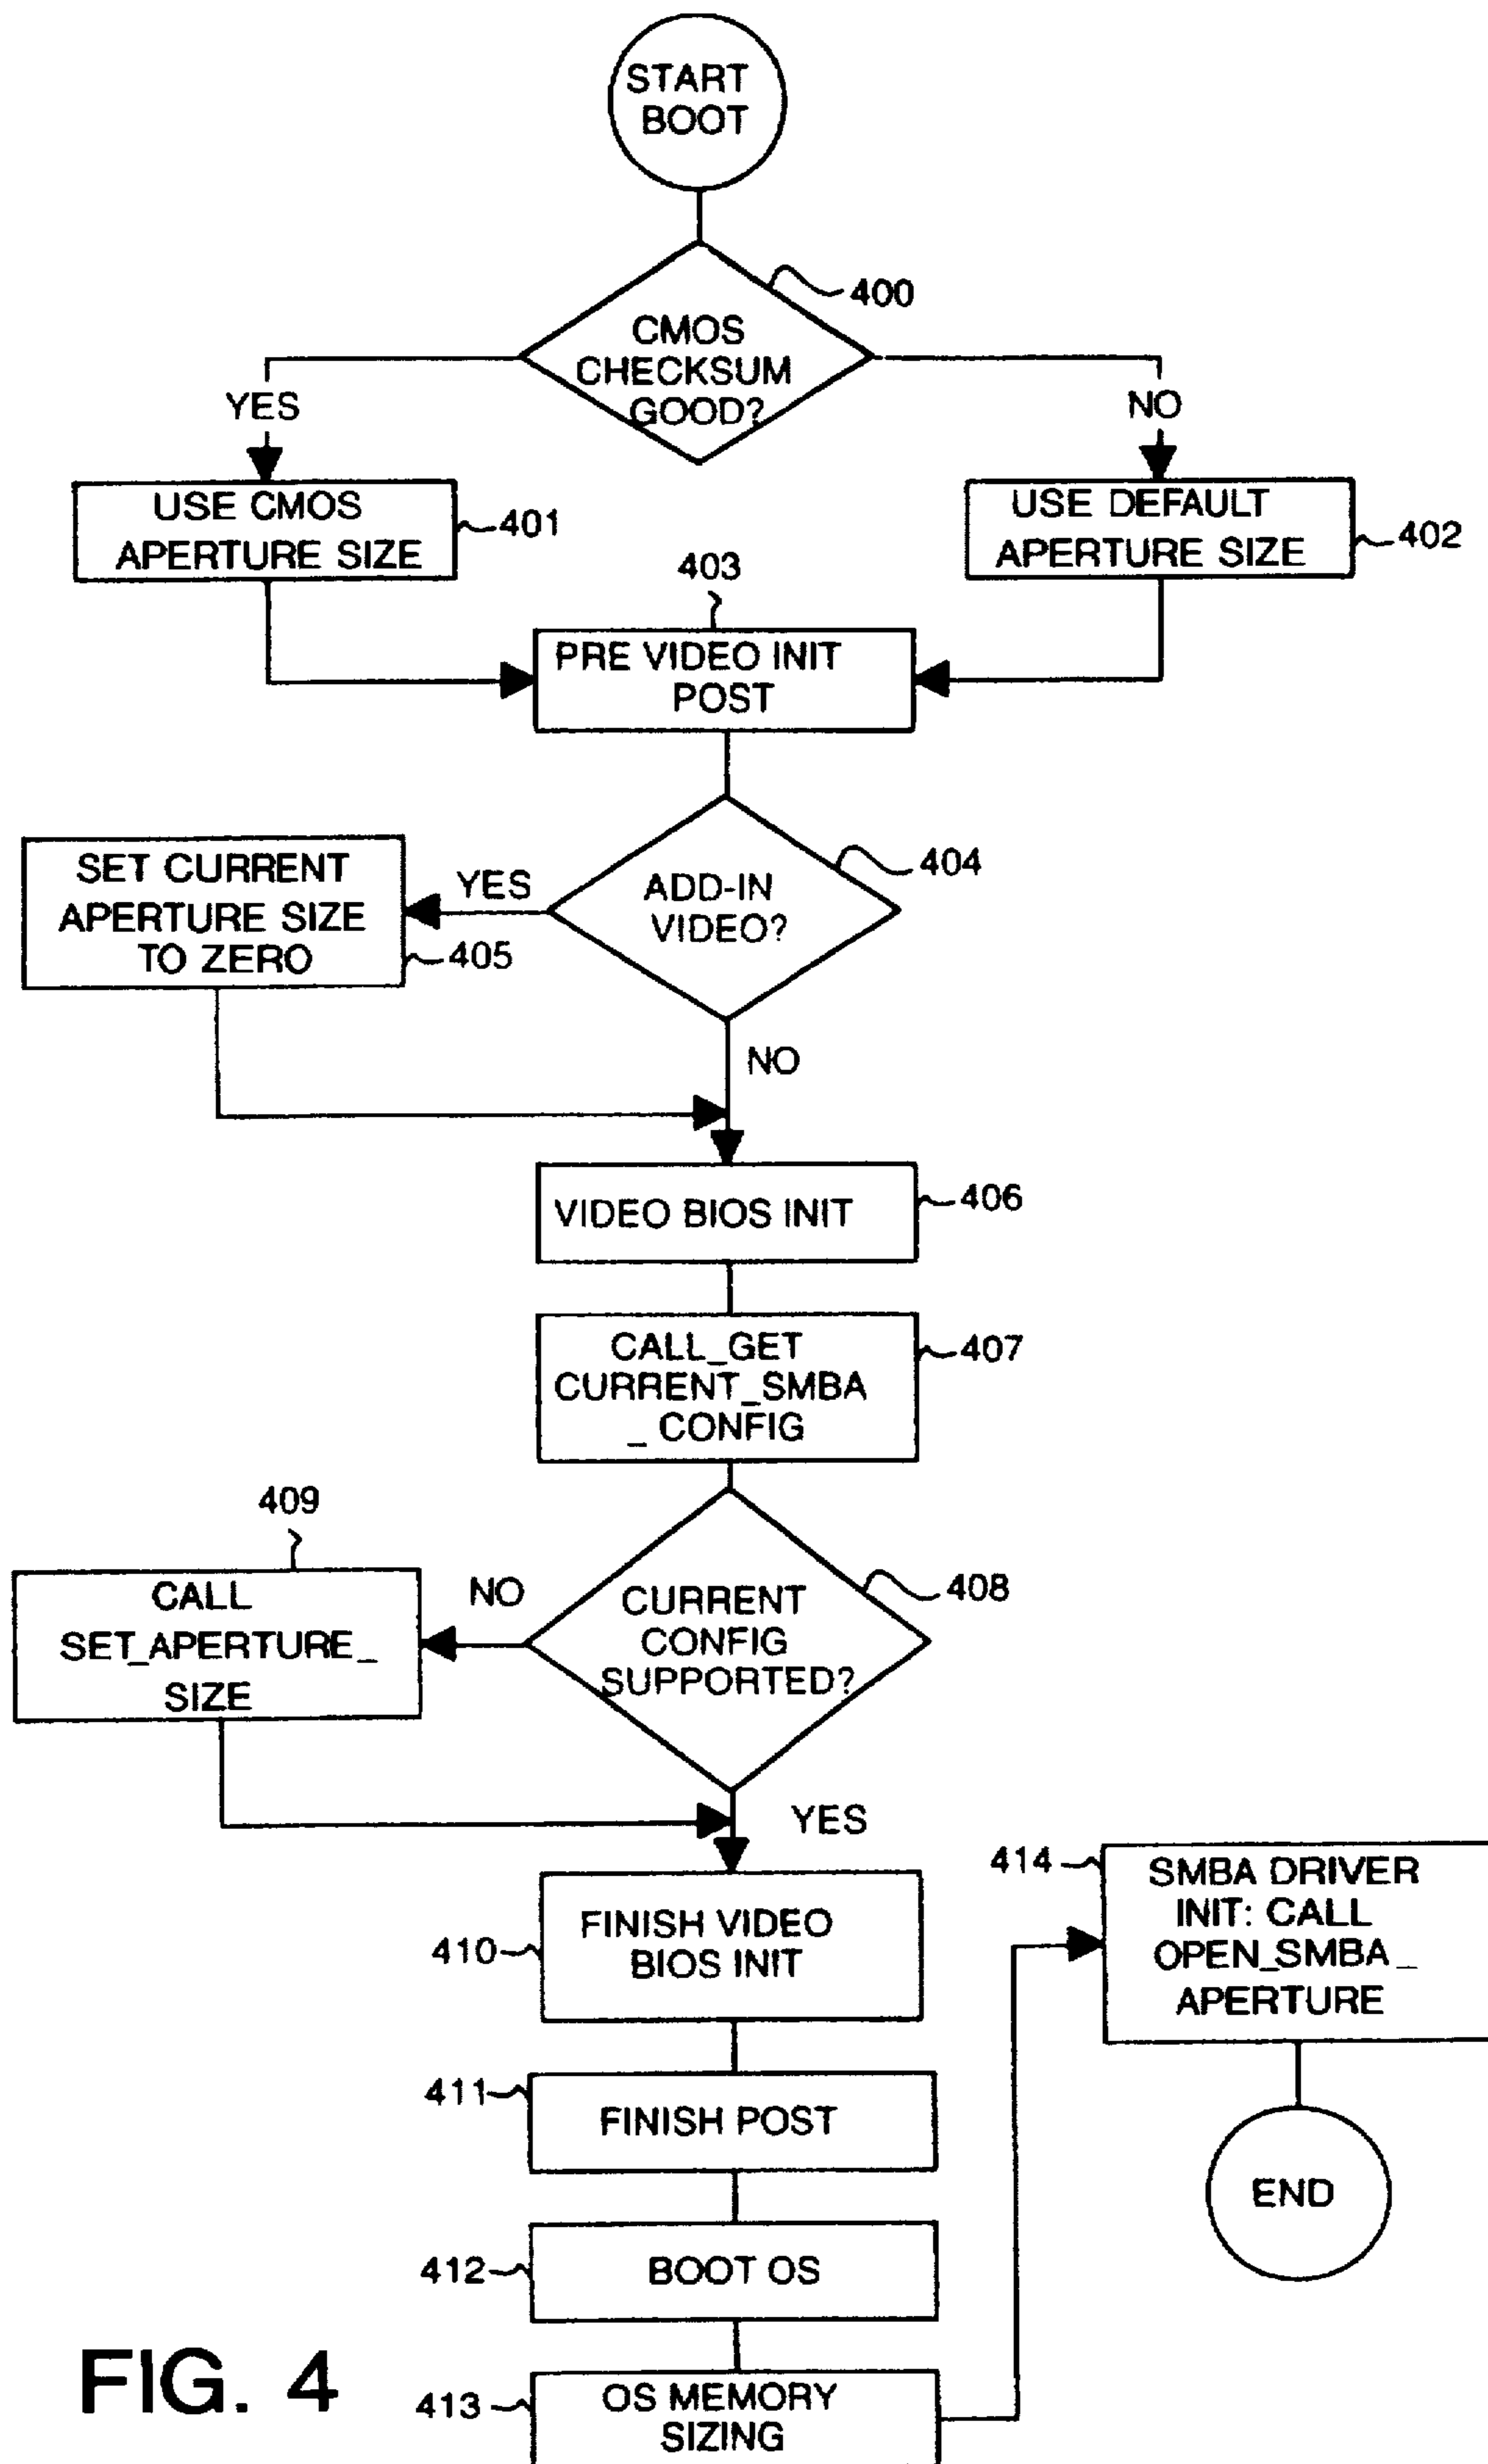 START
BOOT
400
CMOS
CHECKSUM
GOOD?
YES
NO
USE CMOS
APERTURE SIZE
401
USE DEFAULT
APERTURE SIZE
402
403
PRE VIDEO INIT
POST
404
ADD-IN
VIDEO?
YES
SET CURRENT
APERTURE SIZE
TO ZERO
405
NO
VIDEO BIOS INIT
406
CALL_GET
CURRENT_SMBA
_ CONFIG
407
408
CURRENT
CONFIG
SUPPORTED?
NO
409
CALL
SET_APERTURE_
SIZE
YES
410
FINISH VIDEO
BIOS INIT
411
FINISH POST
412
BOOT OS
413
OS MEMORY
SIZING
414
SMBA DRIVER
INIT: CALL
OPEN_SMBA_
APERTURE
END
FIG. 4